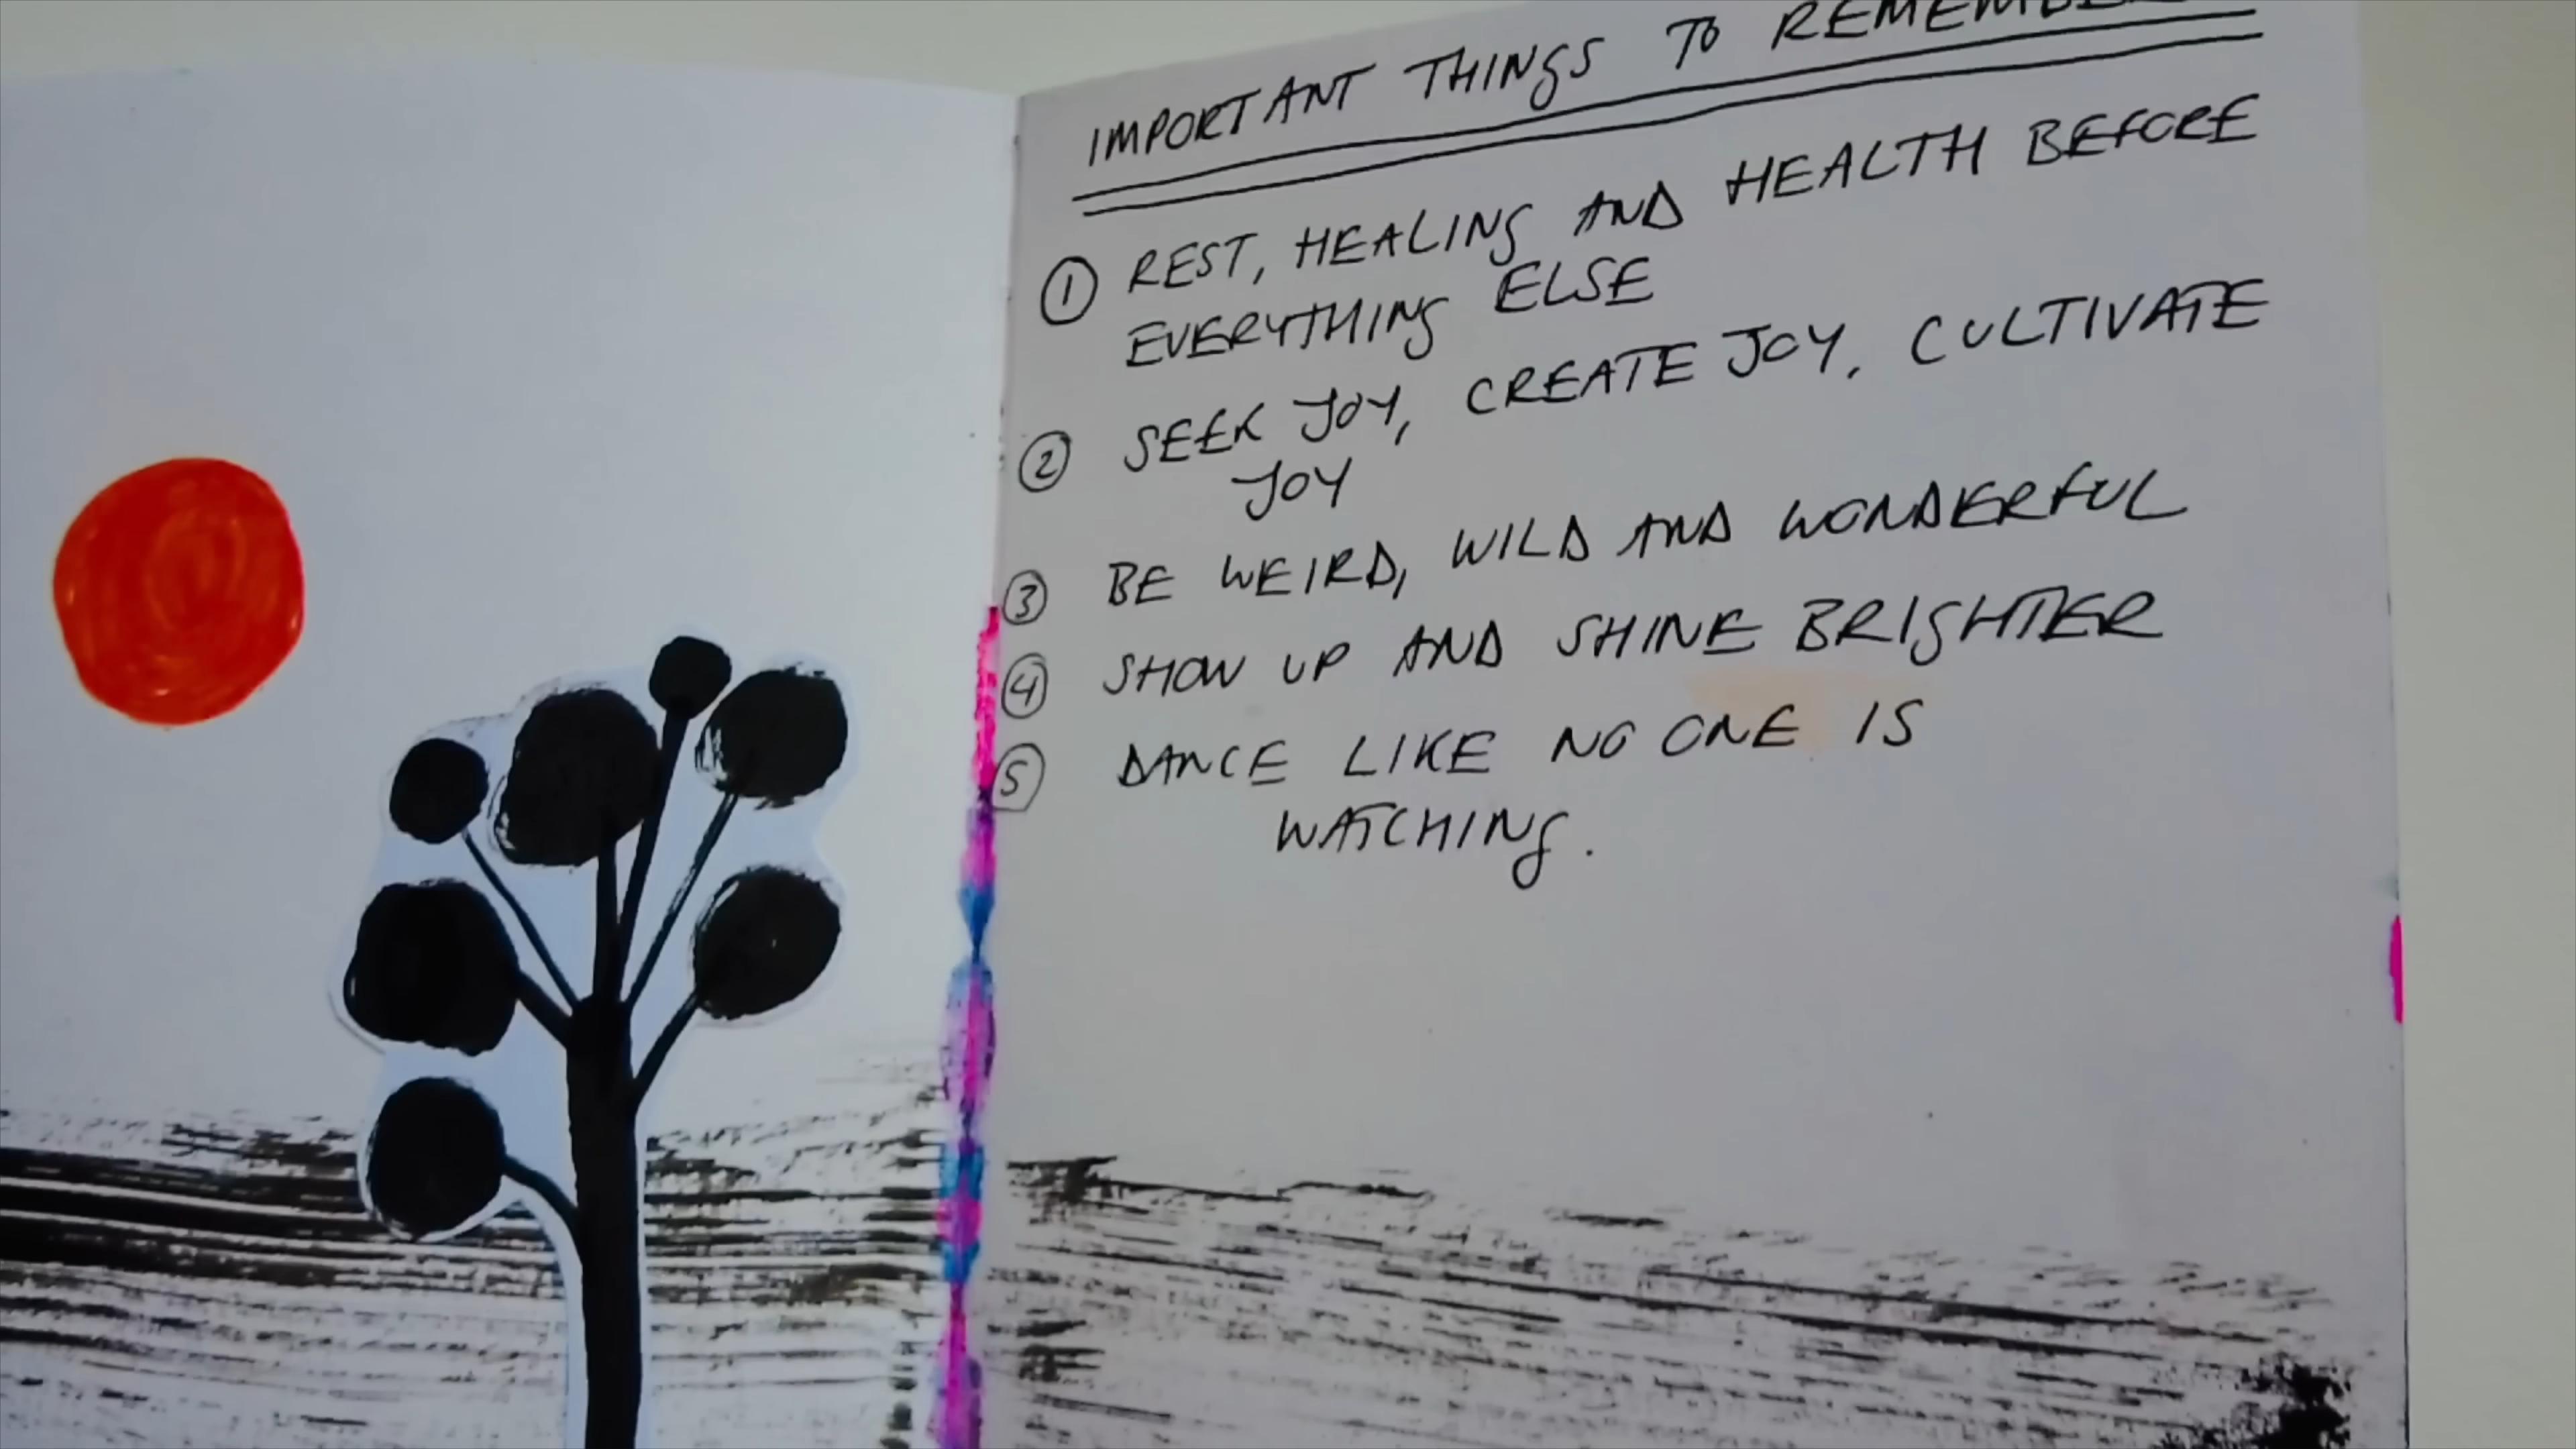 IMPORTANT THINGS TO REMEMBER
① REST, HEALING AND HEALTH BEFORE
EVERYTHING ELSE
② SEEK JOY, CREATE JOY, CULTIVATE
JOY
③ BE WEIRD, WILD AND WONDERFUL
④ SHOW UP AND SHINE BRIGHTER
⑤ DANCE LIKE NO ONE IS
WATCHING.